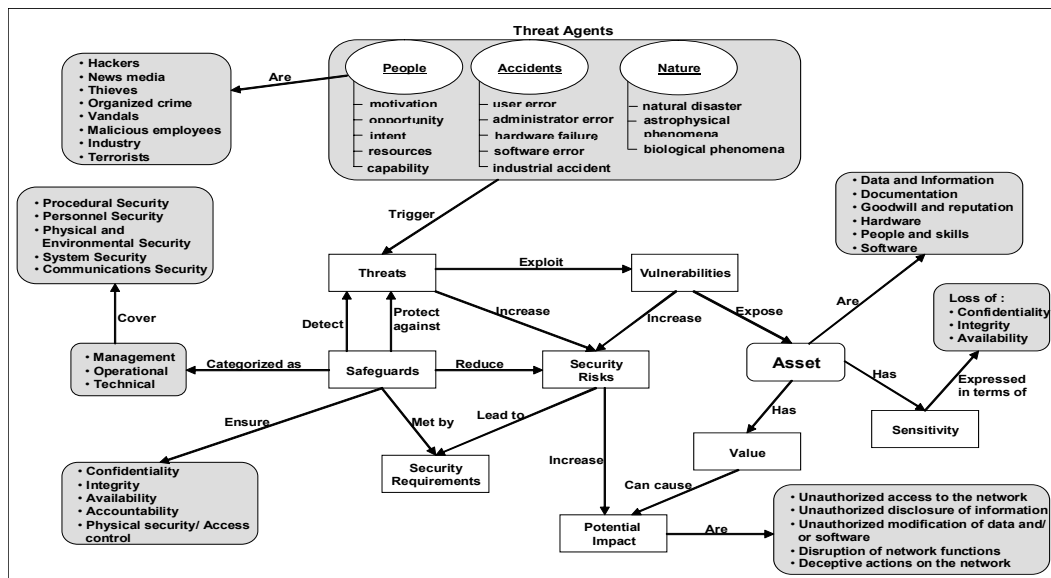 Threat Agents
People
Accidents
Nature
motivation
opportunity
intent
resources
capability
user error
administrator error
hardware failure
software error
industrial accident
natural disaster
astrophysical
phenomena
biological phenomena
Are
• Hackers
• News media
• Thieves
• Organized crime
• Vandals
• Malicious employees
• Industry
• Terrorists
Trigger
• Procedural Security
• Personnel Security
• Physical and
Environmental Security
• System Security
• Communications Security
• Data and Information
• Documentation
• Goodwill and reputation
• Hardware
• People and skills
• Software
Threats
Exploit
Vulnerabilities
Cover
Detect
Protect
against
Increase
Increase
Expose
Are
Loss of :
• Confidentiality
• Integrity
• Availability
• Management
• Operational
• Technical
Categorized as
Safeguards
Reduce
Security
Risks
Asset
Has
Expressed
in terms of
Ensure
Met by
Lead to
Has
Sensitivity
• Confidentiality
• Integrity
• Availability
• Accountability
• Physical security/ Access
control
Security
Requirements
Increase
Value
Can cause
Potential
Impact
Are
• Unauthorized access to the network
• Unauthorized disclosure of information
• Unauthorized modification of data and/
or software
• Disruption of network functions
• Deceptive actions on the network